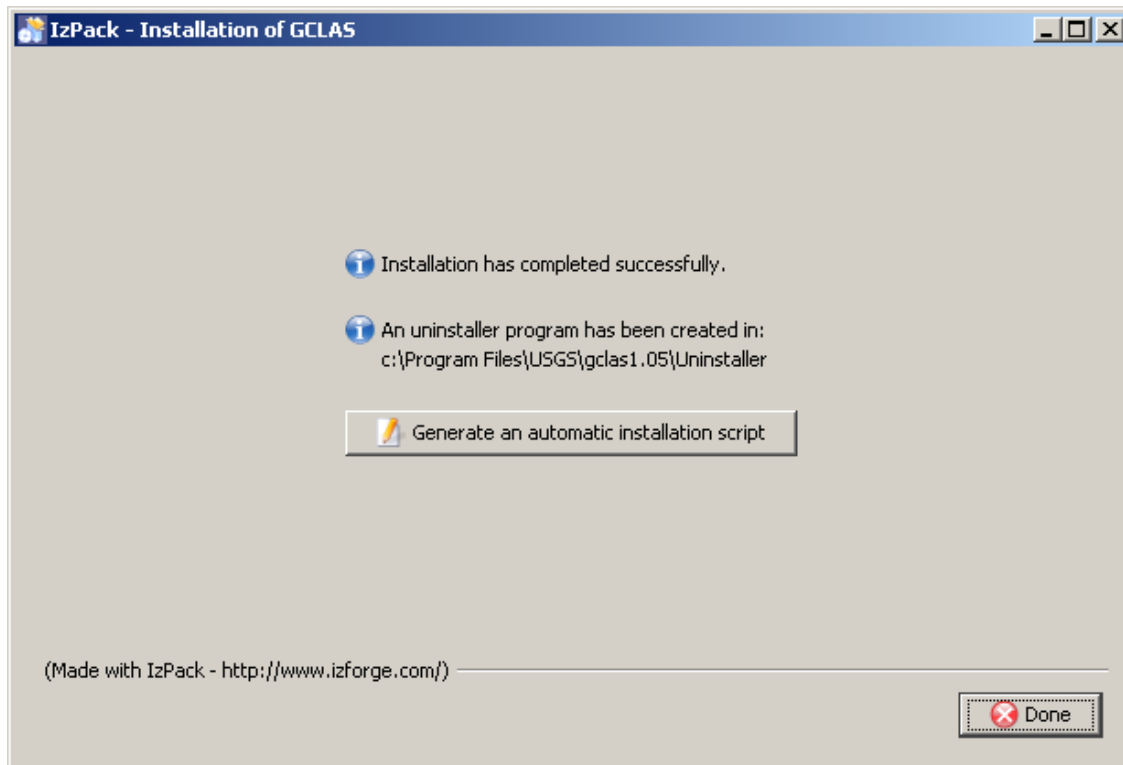 IzPack - Installation of GCLAS
Installation has completed successfully.
An uninstaller program has been created in:
c:\Program Files\USGS\gclas1.05\Uninstaller
Generate an automatic installation script
(Made with IzPack - http://www.izforge.com/)
Done